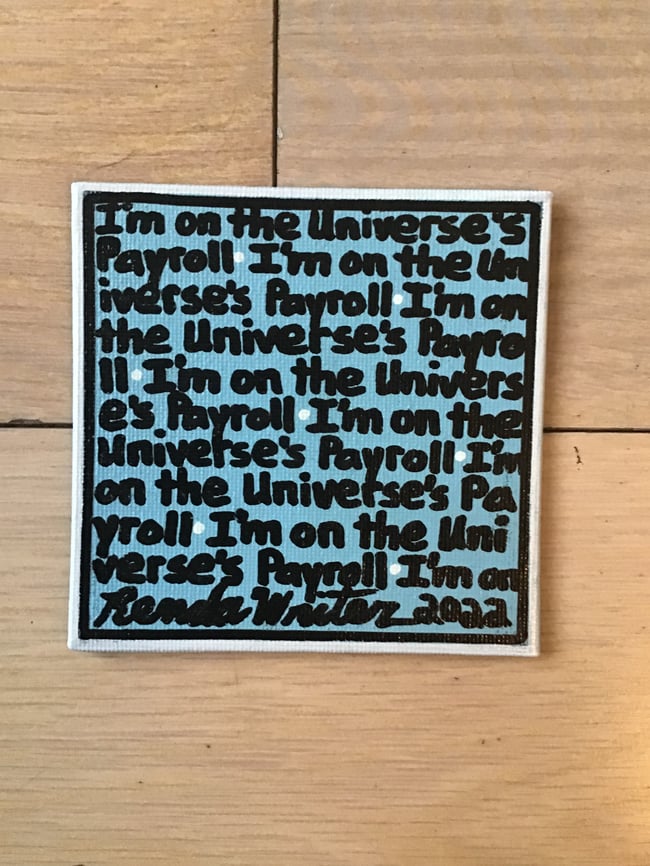 I'm on the Universe's
Payroll • I'm on the Un
iverse's Payroll • I'm on
the Universe's Payro
ll • I'm on the Univers
e's Payroll • I'm on the
Universe's Payroll • I'm
on the Universe's Pa
yroll • I'm on the Uni
verse's Payroll • I'm on
Renda Writer 2022